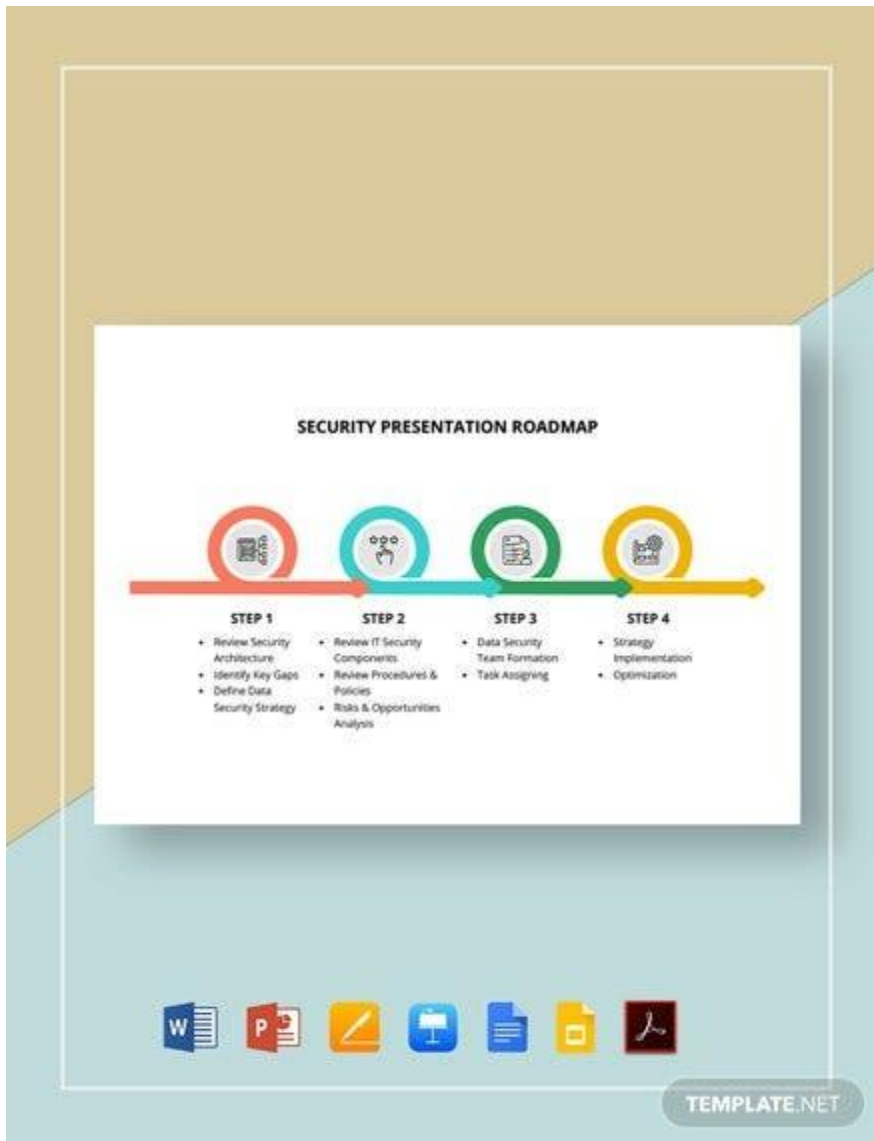 SECURITY PRESENTATION ROADMAP
STEP 1
• Review Security
Architecture
• Identify Key Gaps
• Define Data
Security Strategy
STEP 2
• Review IT Security
Components
• Review Procedures &
Policies
• Risks & Opportunities
Analysis
STEP 3
• Data Security
Team Formation
• Task Assigning
STEP 4
• Strategy
Implementation
• Optimization
W
P
TEMPLATE.NET